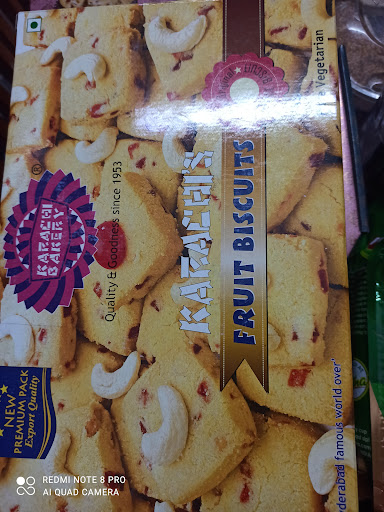 KARACHI
BAKERY
®
Quality & Goodness since 1953
KARACHI'S
FRUIT BISCUITS
Vegetarian
NEW
PREMIUM PACK
Export Quality
famous world over'
REDMI NOTE 8 PRO
AI QUAD CAMERA